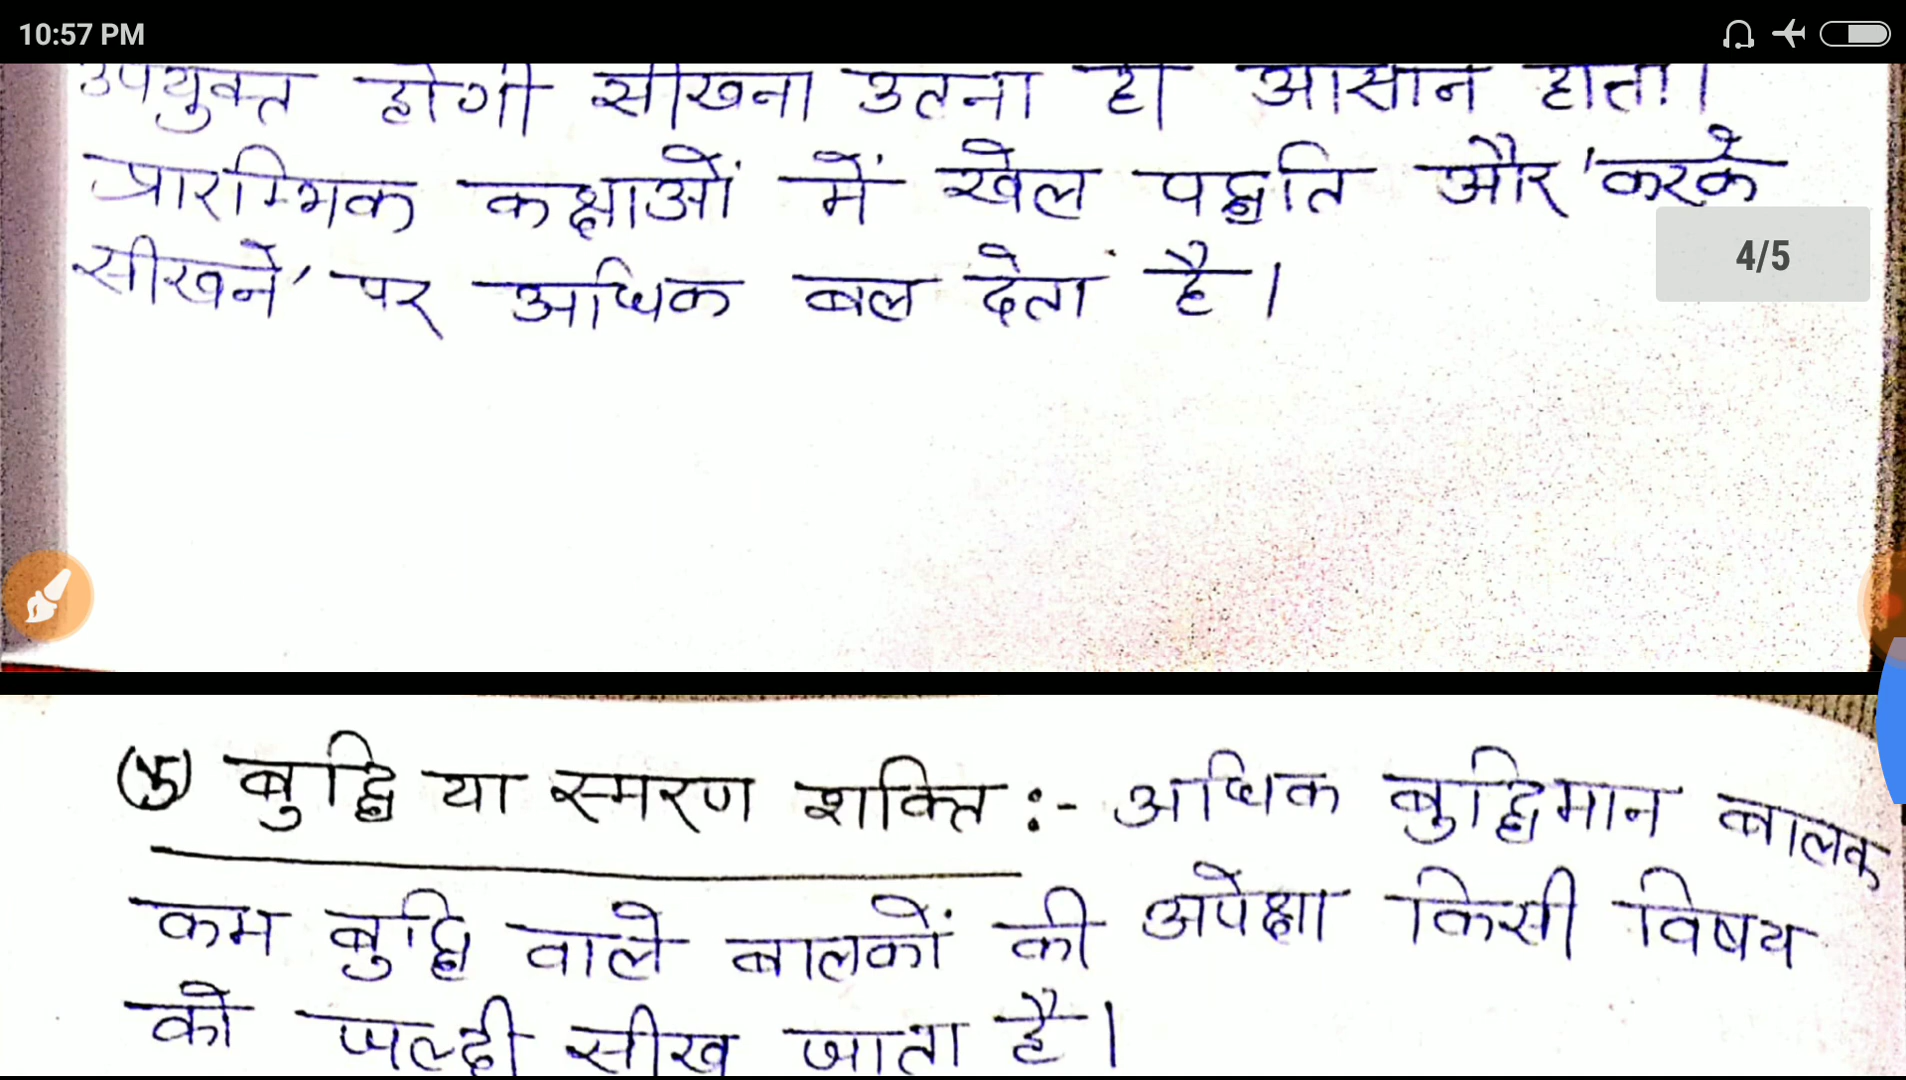 10:57 PM
उपयुक्त होगी सीखना उतना ही आसान होता।
प्रारम्भिक कक्षाओं में खेल पद्धति और 'करके
4/5
सीखने' पर अधिक बल देता है।
(5) बुद्धि या स्मरण शक्ति :- अधिक बुद्धिमान बालक
कम बुद्धि वाले बालकों की अपेक्षा किसी विषय
को जल्दी सीख जाता है।